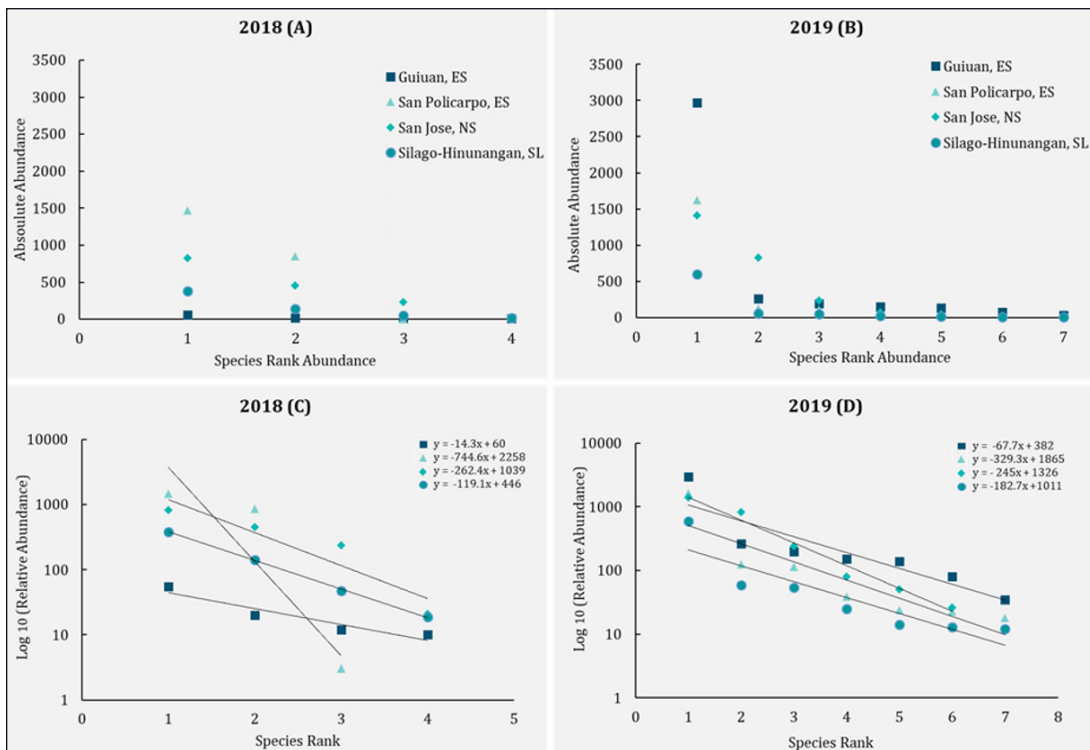 2018 (A)
3500
3000
2500
2000
1500
1000
500
0
Absoulute Abundance
0 1 2 3 4
Species Rank Abundance
Guiuan, ES
San Policarpo, ES
San Jose, NS
Silago-Hinunangan, SL
2019 (B)
3500
3000
2500
2000
1500
1000
500
0
Absolute Abundance
0 1 2 3 4 5 6 7
Species Rank Abundance
Guiuan, ES
San Policarpo, ES
San Jose, NS
Silago-Hinunangan, SL
2018 (C)
10000
1000
100
10
1
Log 10 (Relative Abundance)
0 1 2 3 4 5
Species Rank
y = -14.3x + 60
y = -744.6x + 2258
y = -262.4x + 1039
y = -119.1x + 446
2019 (D)
10000
1000
100
10
1
Log 10 (Relative Abundance)
0 1 2 3 4 5 6 7 8
Species Rank
y = -67.7x + 382
y = -329.3x + 1865
y = -245x + 1326
y = -182.7x +1011